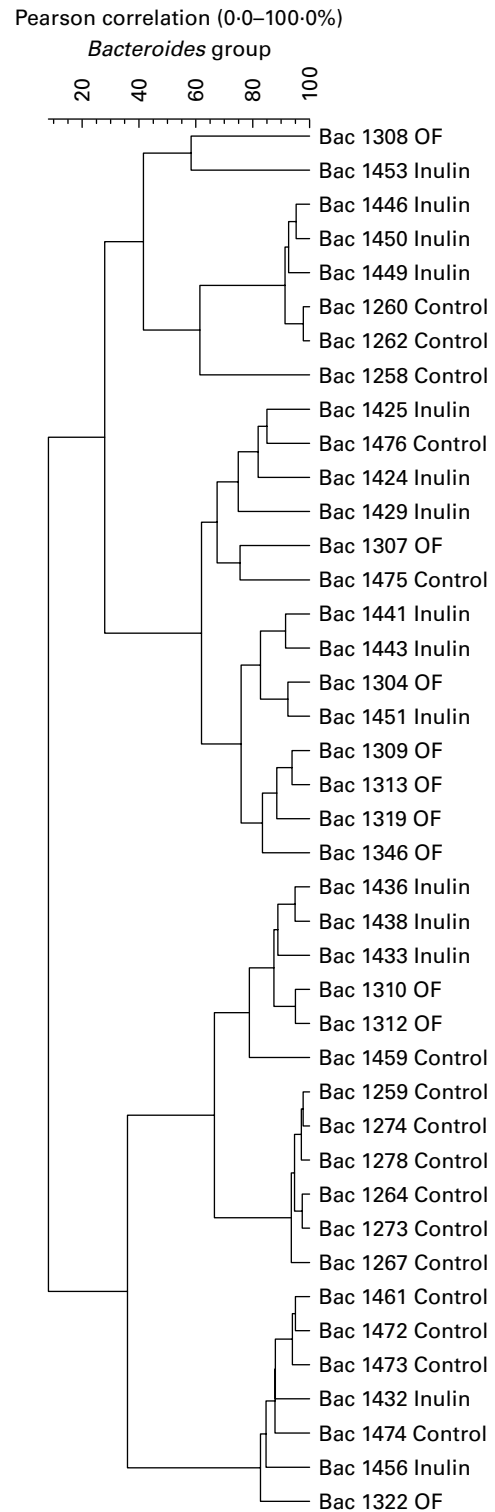 Pearson correlation (0·0–100·0%)
Bacteroides group
20 40 60 80 100
Bac 1308 OF
Bac 1453 Inulin
Bac 1446 Inulin
Bac 1450 Inulin
Bac 1449 Inulin
Bac 1260 Control
Bac 1262 Control
Bac 1258 Control
Bac 1425 Inulin
Bac 1476 Control
Bac 1424 Inulin
Bac 1429 Inulin
Bac 1307 OF
Bac 1475 Control
Bac 1441 Inulin
Bac 1443 Inulin
Bac 1304 OF
Bac 1451 Inulin
Bac 1309 OF
Bac 1313 OF
Bac 1319 OF
Bac 1346 OF
Bac 1436 Inulin
Bac 1438 Inulin
Bac 1433 Inulin
Bac 1310 OF
Bac 1312 OF
Bac 1459 Control
Bac 1259 Control
Bac 1274 Control
Bac 1278 Control
Bac 1264 Control
Bac 1273 Control
Bac 1267 Control
Bac 1461 Control
Bac 1472 Control
Bac 1473 Control
Bac 1432 Inulin
Bac 1474 Control
Bac 1456 Inulin
Bac 1322 OF